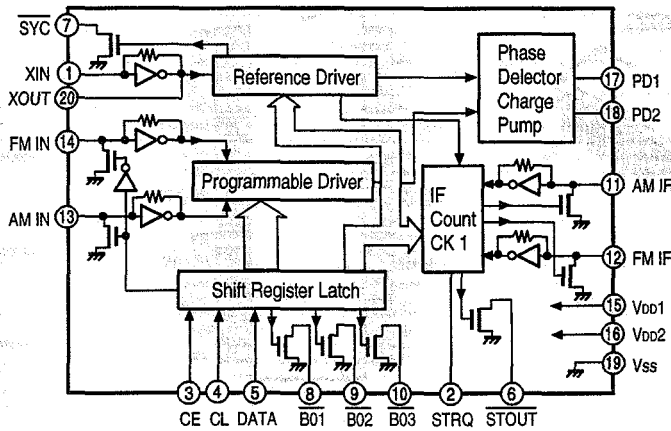 SYC
7
XIN
1
XOUT
20
FM IN
14
AM IN
13
Reference Driver
Programmable Driver
Shift Register Latch
Phase
Delector
Charge
Pump
IF
Count
CK 1
17 PD1
18 PD2
11 AM IF
12 FM IF
15 VDD1
16 VDD2
19 Vss
3 4 5 8 9 10 2 6
CE CL DATA B01 B02 B03 STRQ STOUT